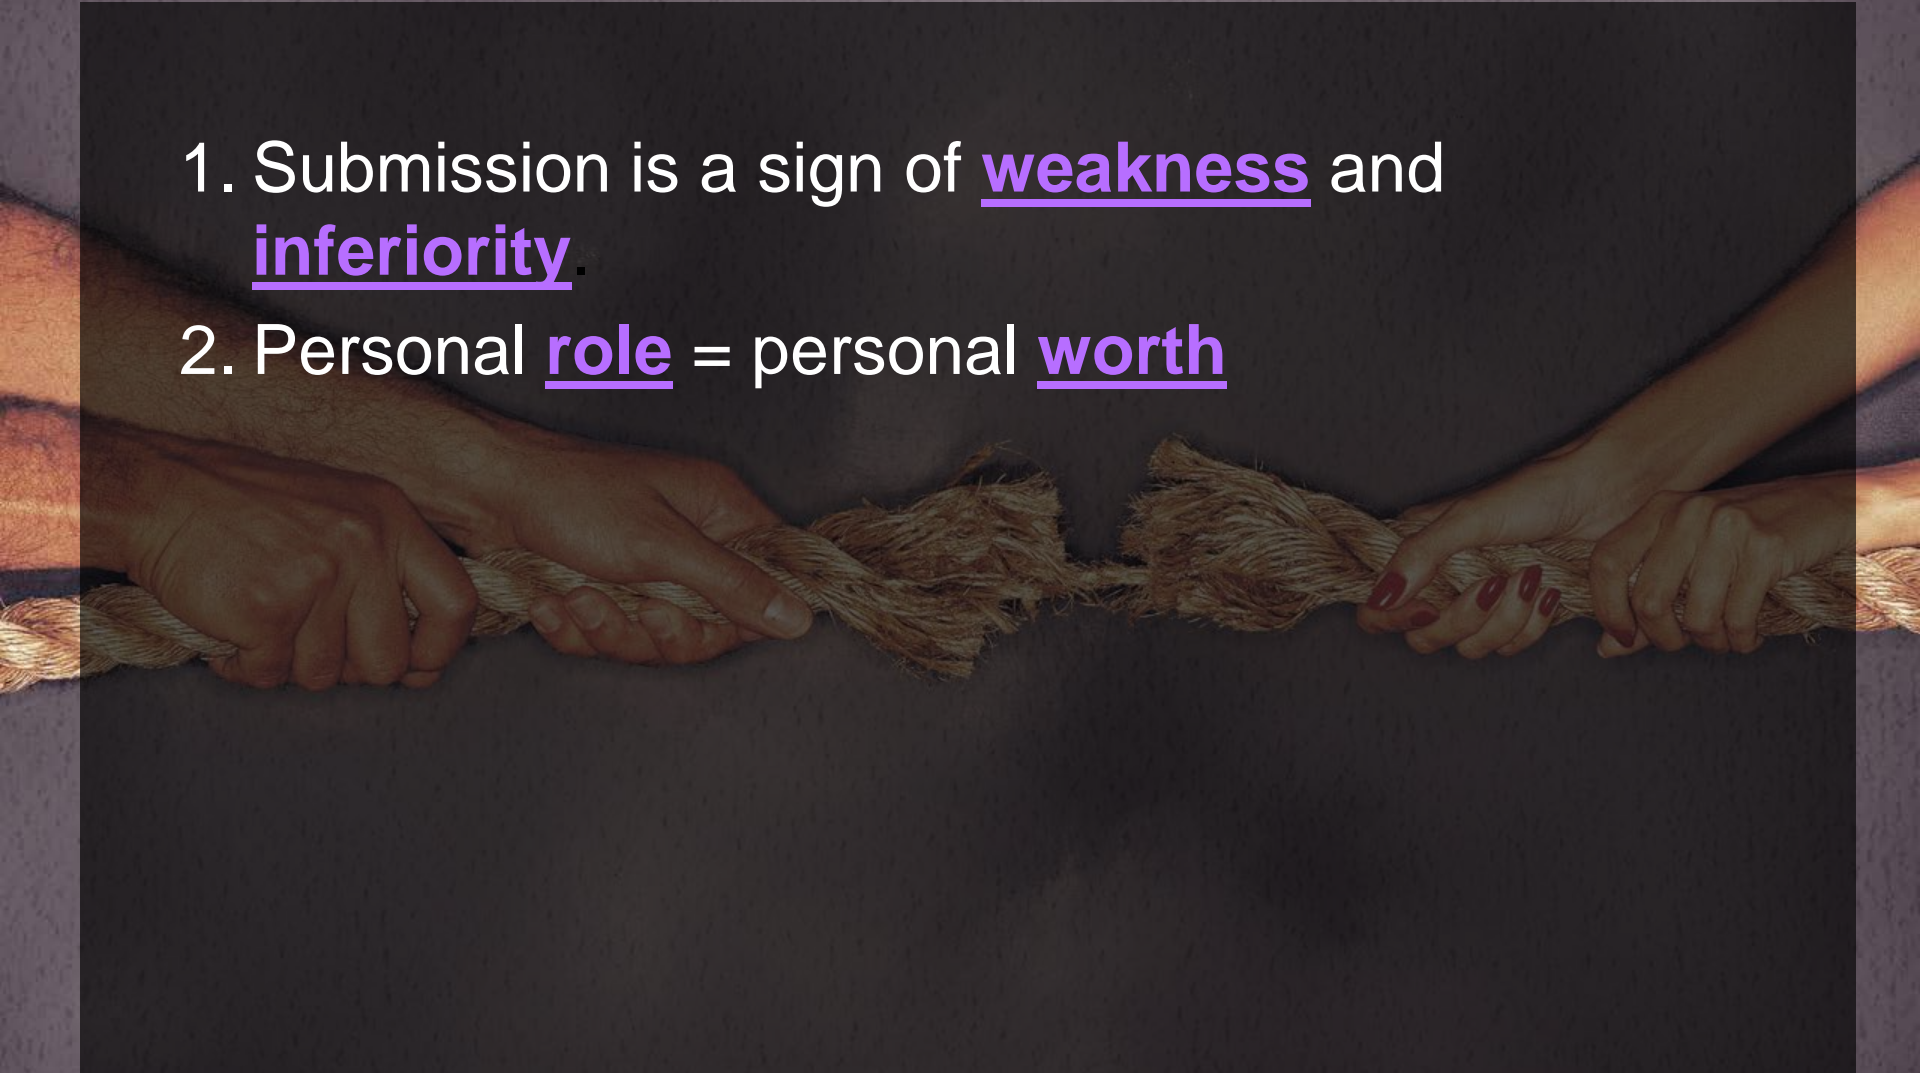 1. Submission is a sign of weakness and
inferiority.
2. Personal role = personal worth